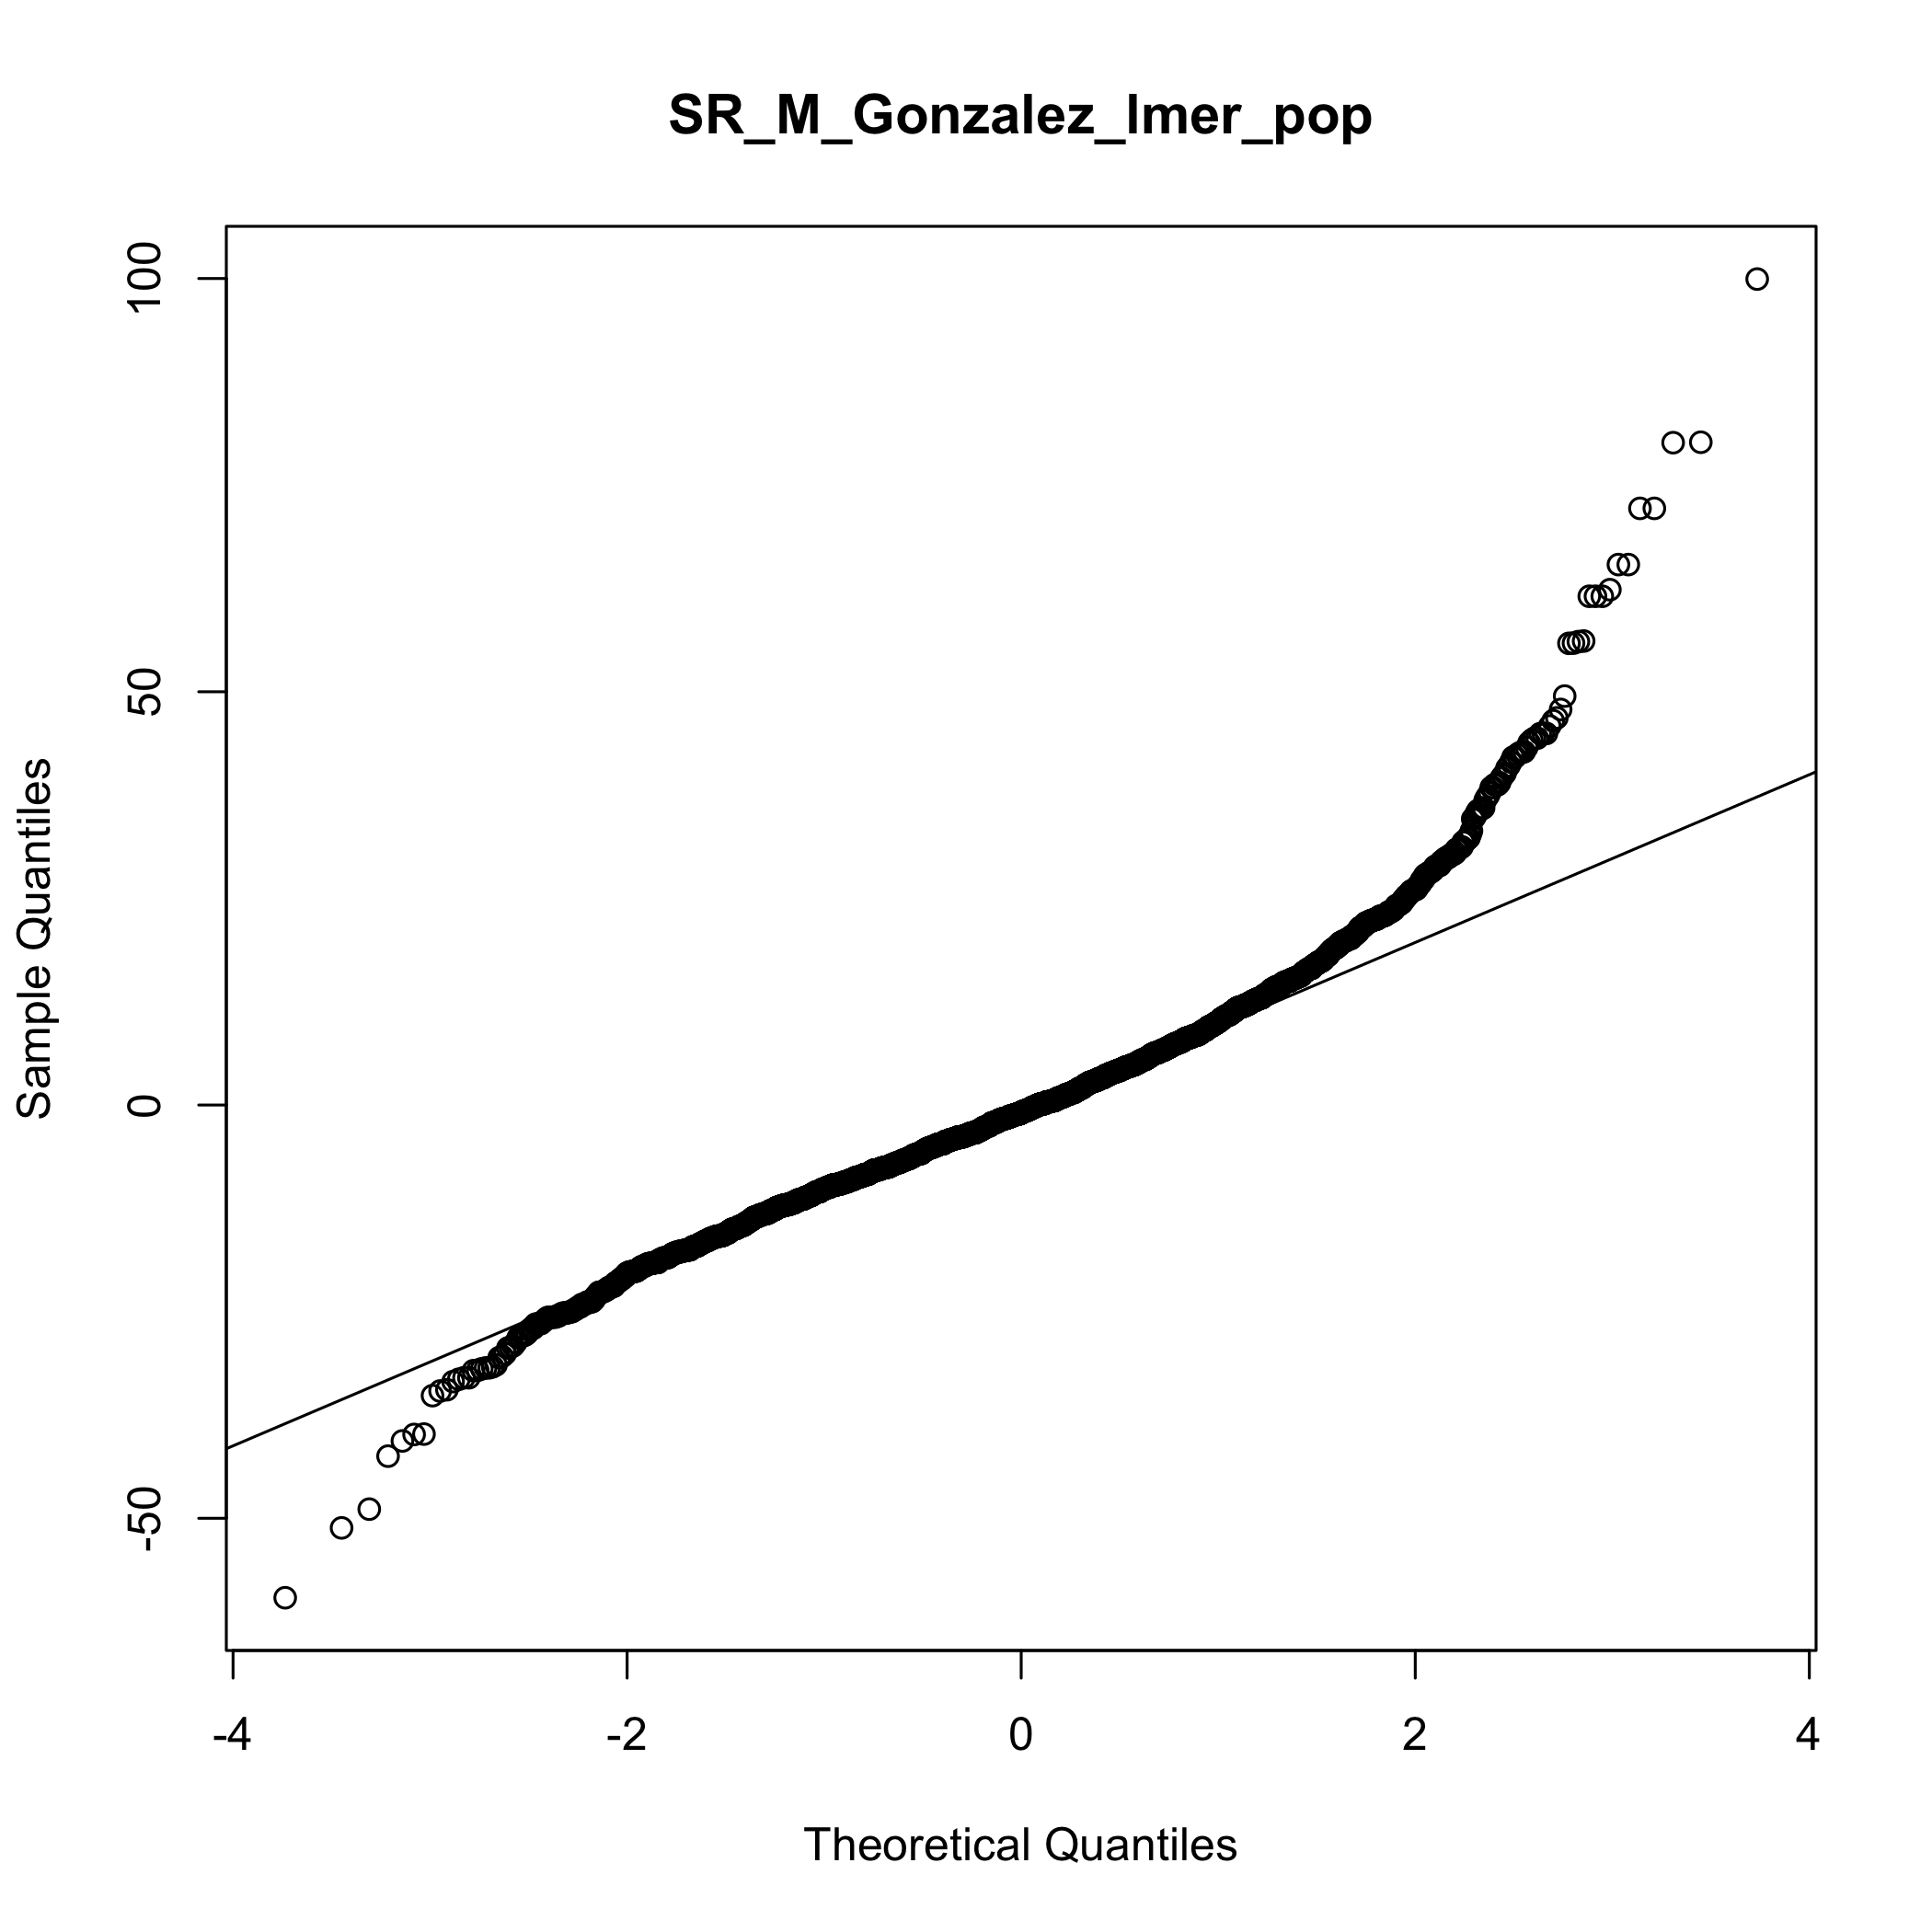 SR_M_Gonzalez_lmer_pop
100
50
0
-50
Sample Quantiles
-4 -2 0 2 4
Theoretical Quantiles